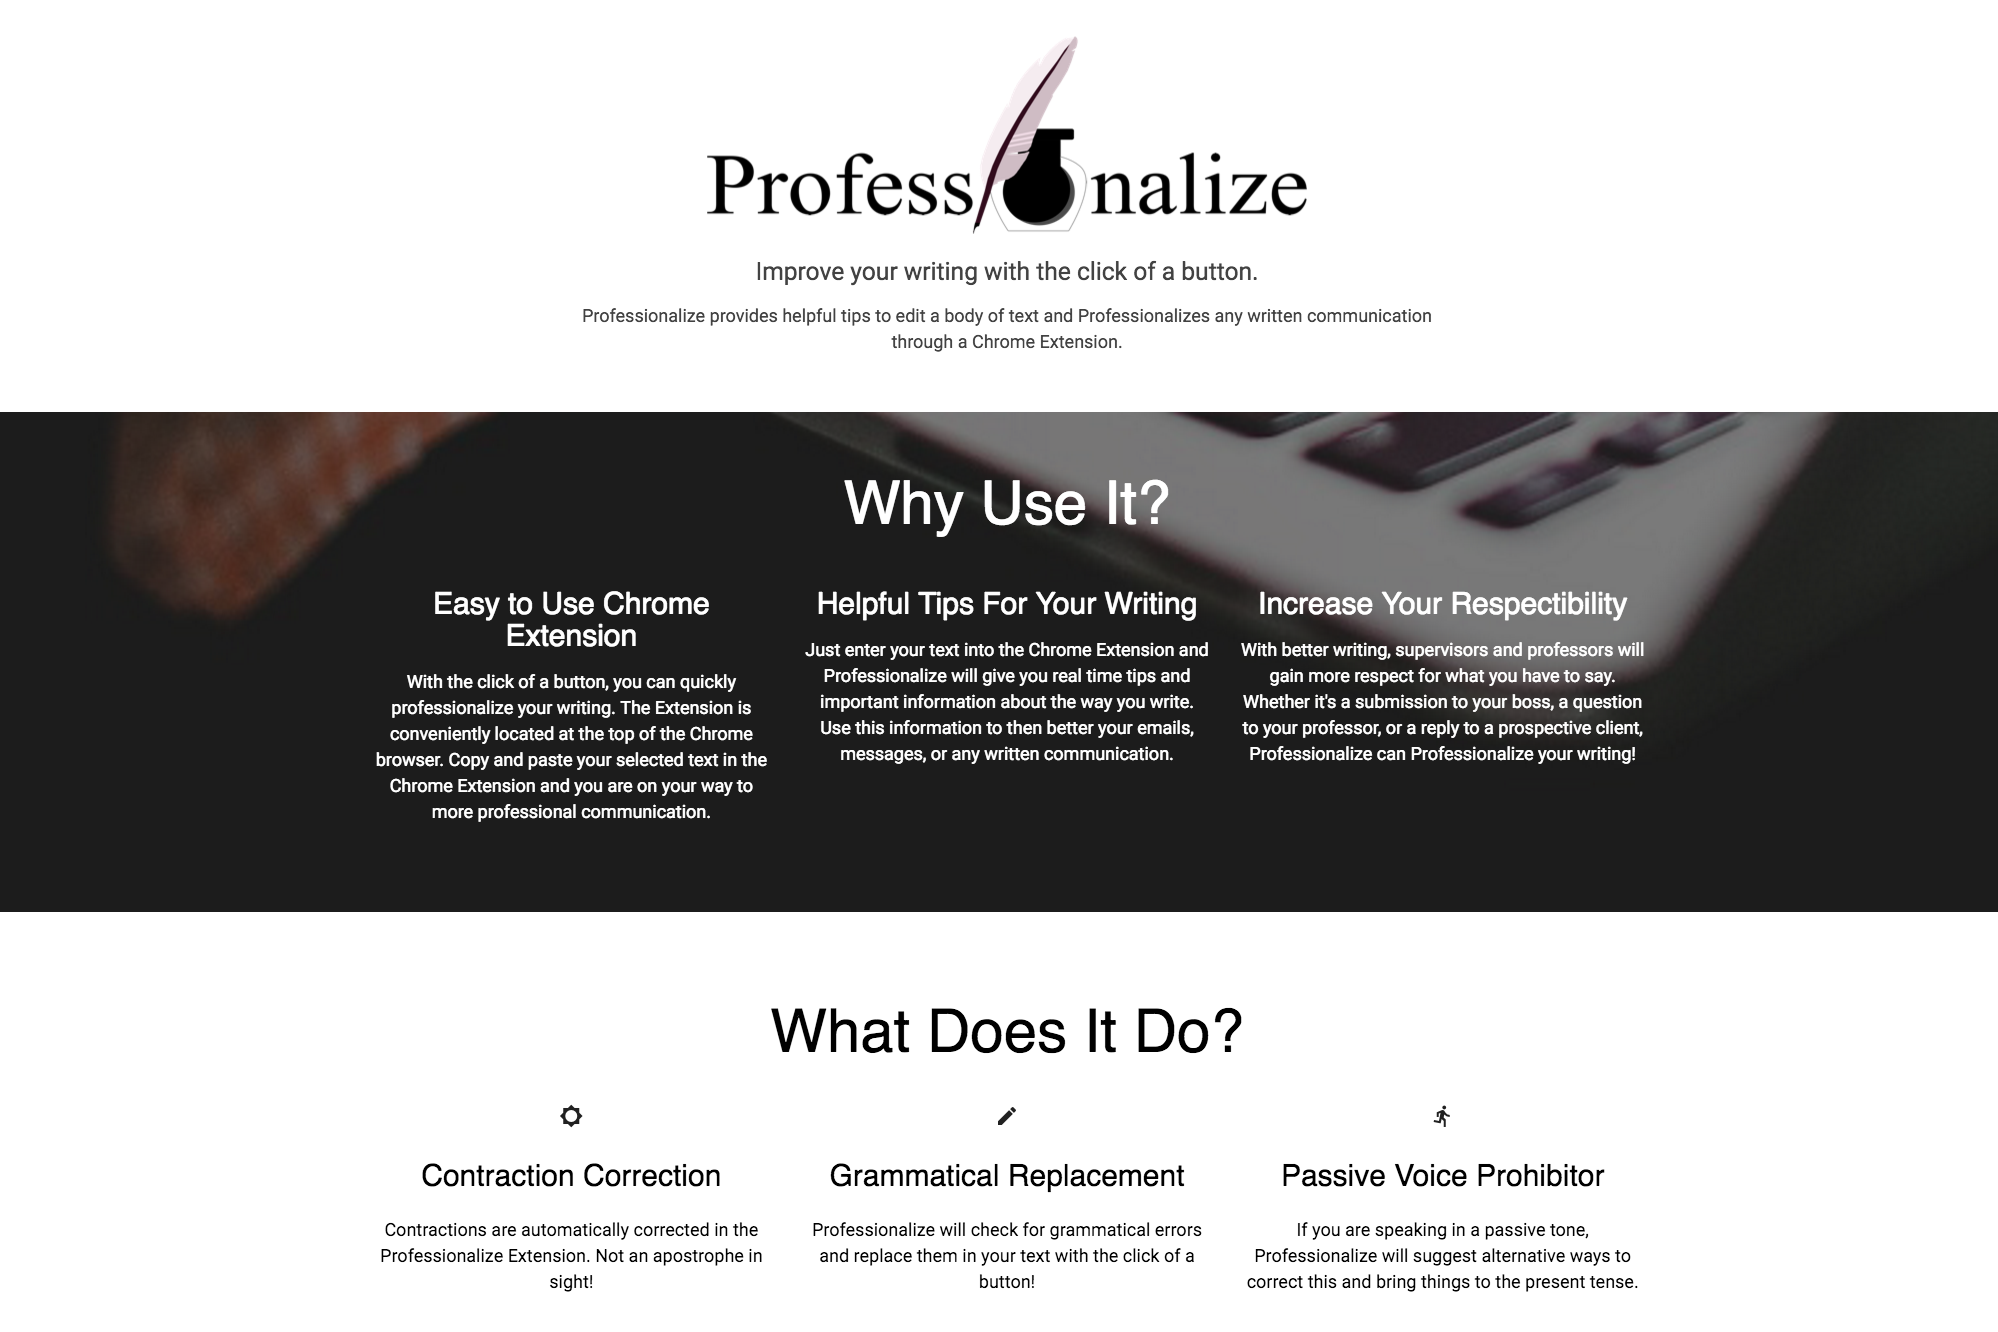 Professionalize
Improve your writing with the click of a button.
Professionalize provides helpful tips to edit a body of text and Professionalizes any written communication
through a Chrome Extension.
Why Use It?
Easy to Use Chrome
Extension
With the click of a button, you can quickly
professionalize your writing. The Extension is
conveniently located at the top of the Chrome
browser. Copy and paste your selected text in the
Chrome Extension and you are on your way to
more professional communication.
Helpful Tips For Your Writing
Just enter your text into the Chrome Extension and
Professionalize will give you real time tips and
important information about the way you write.
Use this information to then better your emails,
messages, or any written communication.
Increase Your Respectibility
With better writing, supervisors and professors will
gain more respect for what you have to say.
Whether it's a submission to your boss, a question
to your professor, or a reply to a prospective client,
Professionalize can Professionalize your writing!
What Does It Do?
Contraction Correction
Contractions are automatically corrected in the
Professionalize Extension. Not an apostrophe in
sight!
Grammatical Replacement
Professionalize will check for grammatical errors
and replace them in your text with the click of a
button!
Passive Voice Prohibitor
If you are speaking in a passive tone,
Professionalize will suggest alternative ways to
correct this and bring things to the present tense.